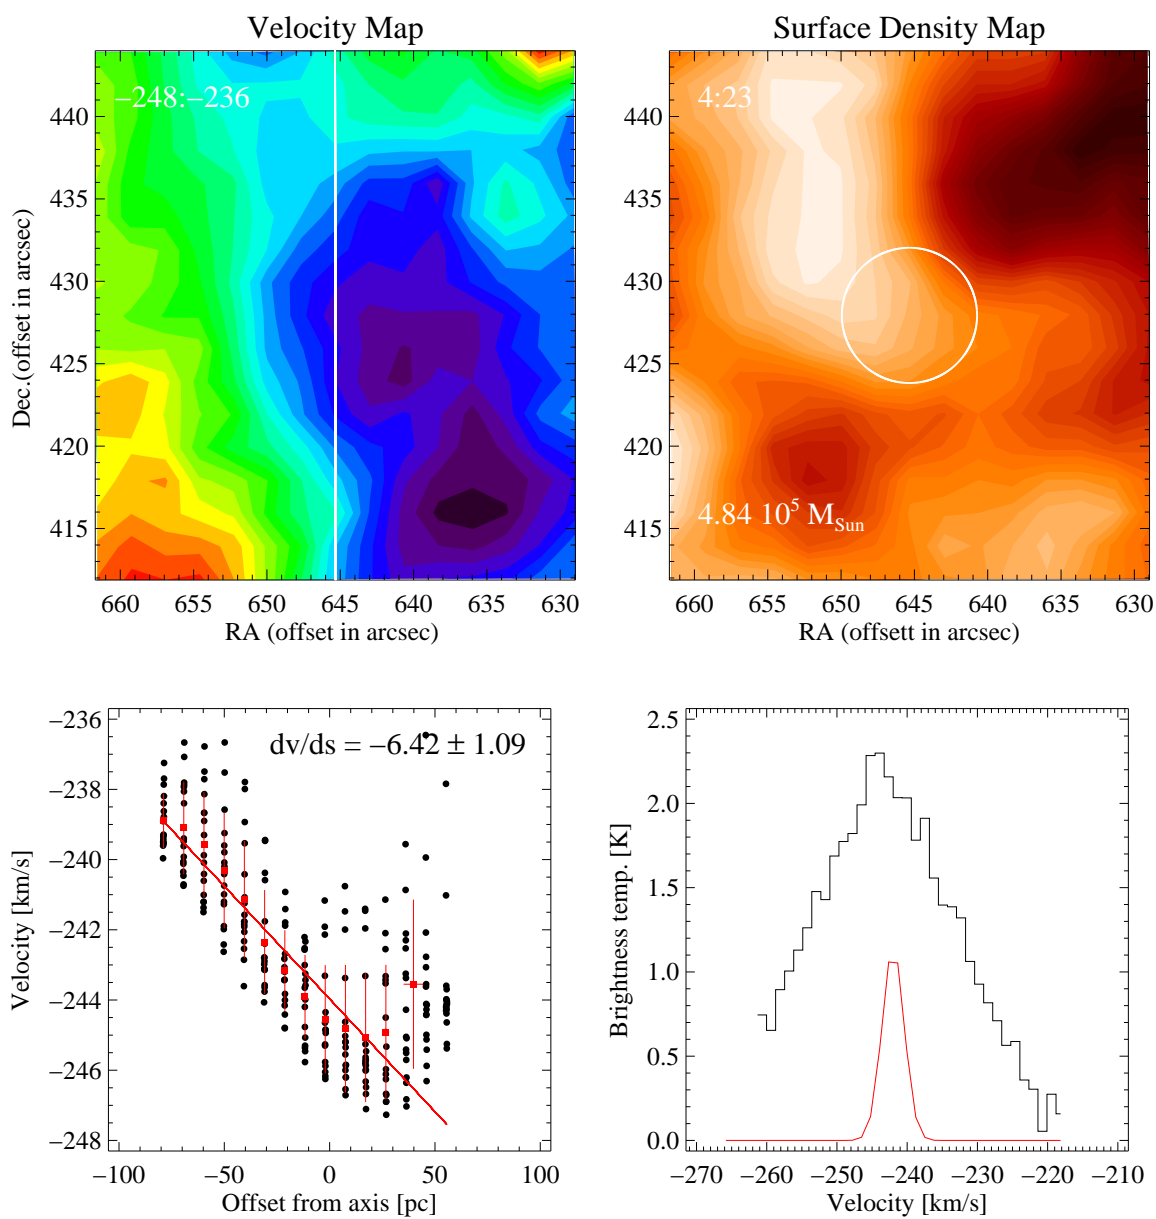 Velocity Map
Surface Density Map
−248:−236
4:23
440
435
430
425
420
415
Dec.(offset in arcsec)
660 655 650 645 640 635 630
RA (offset in arcsec)
440
435
430
425
420
415
4.84 10⁵ M_Sun
660 655 650 645 640 635 630
RA (offsett in arcsec)
−236
−238
−240
−242
−244
−246
−248
Velocity [km/s]
dv/ds = −6.42 ± 1.09
−100 −50 0 50 100
Offset from axis [pc]
2.5
2.0
1.5
1.0
0.5
0.0
Brightness temp. [K]
−270 −260 −250 −240 −230 −220 −210
Velocity [km/s]